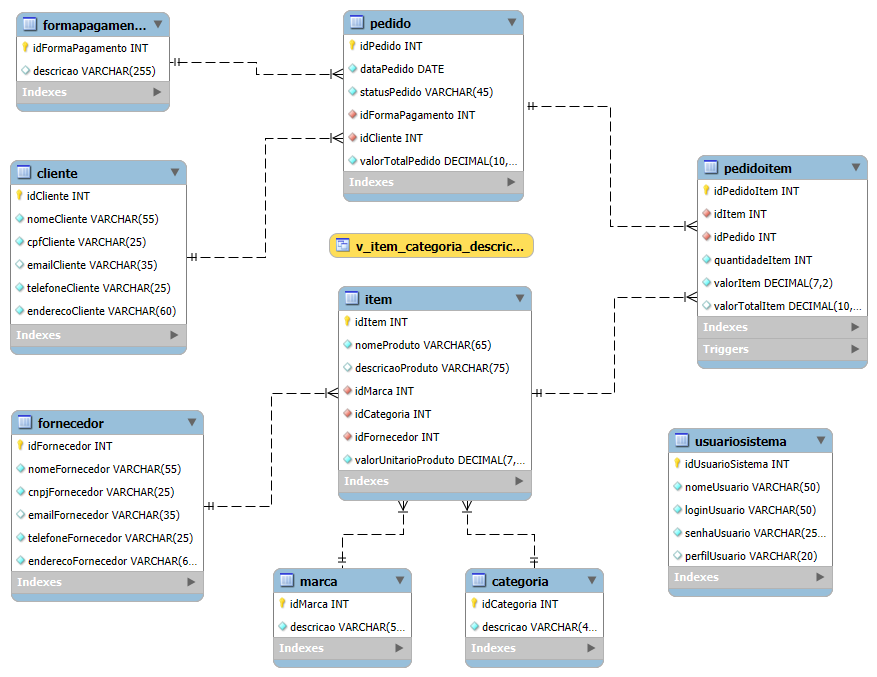 formapagamen...
idFormaPagamento INT
descricao VARCHAR(255)
Indexes
pedido
idPedido INT
dataPedido DATE
statusPedido VARCHAR(45)
idFormaPagamento INT
idCliente INT
valorTotalPedido DECIMAL(10,...
Indexes
cliente
idCliente INT
nomeCliente VARCHAR(55)
cpfCliente VARCHAR(25)
emailCliente VARCHAR(35)
telefoneCliente VARCHAR(25)
enderecoCliente VARCHAR(60)
Indexes
pedidoitem
idPedidoItem INT
idItem INT
idPedido INT
quantidadeItem INT
valorItem DECIMAL(7,2)
valorTotalItem DECIMAL(10,...
Indexes
Triggers
v_item_categoria_descric...
item
idItem INT
nomeProduto VARCHAR(65)
descricaoProduto VARCHAR(75)
idMarca INT
idCategoria INT
idFornecedor INT
valorUnitarioProduto DECIMAL(7,...
Indexes
fornecedor
idFornecedor INT
nomeFornecedor VARCHAR(55)
cnpjFornecedor VARCHAR(25)
emailFornecedor VARCHAR(35)
telefoneFornecedor VARCHAR(25)
enderecoFornecedor VARCHAR(6...
Indexes
usuariosistema
idUsuarioSistema INT
nomeUsuario VARCHAR(50)
loginUsuario VARCHAR(50)
senhaUsuario VARCHAR(25...
perfilUsuario VARCHAR(20)
Indexes
marca
idMarca INT
descricao VARCHAR(5...
Indexes
categoria
idCategoria INT
descricao VARCHAR(4...
Indexes